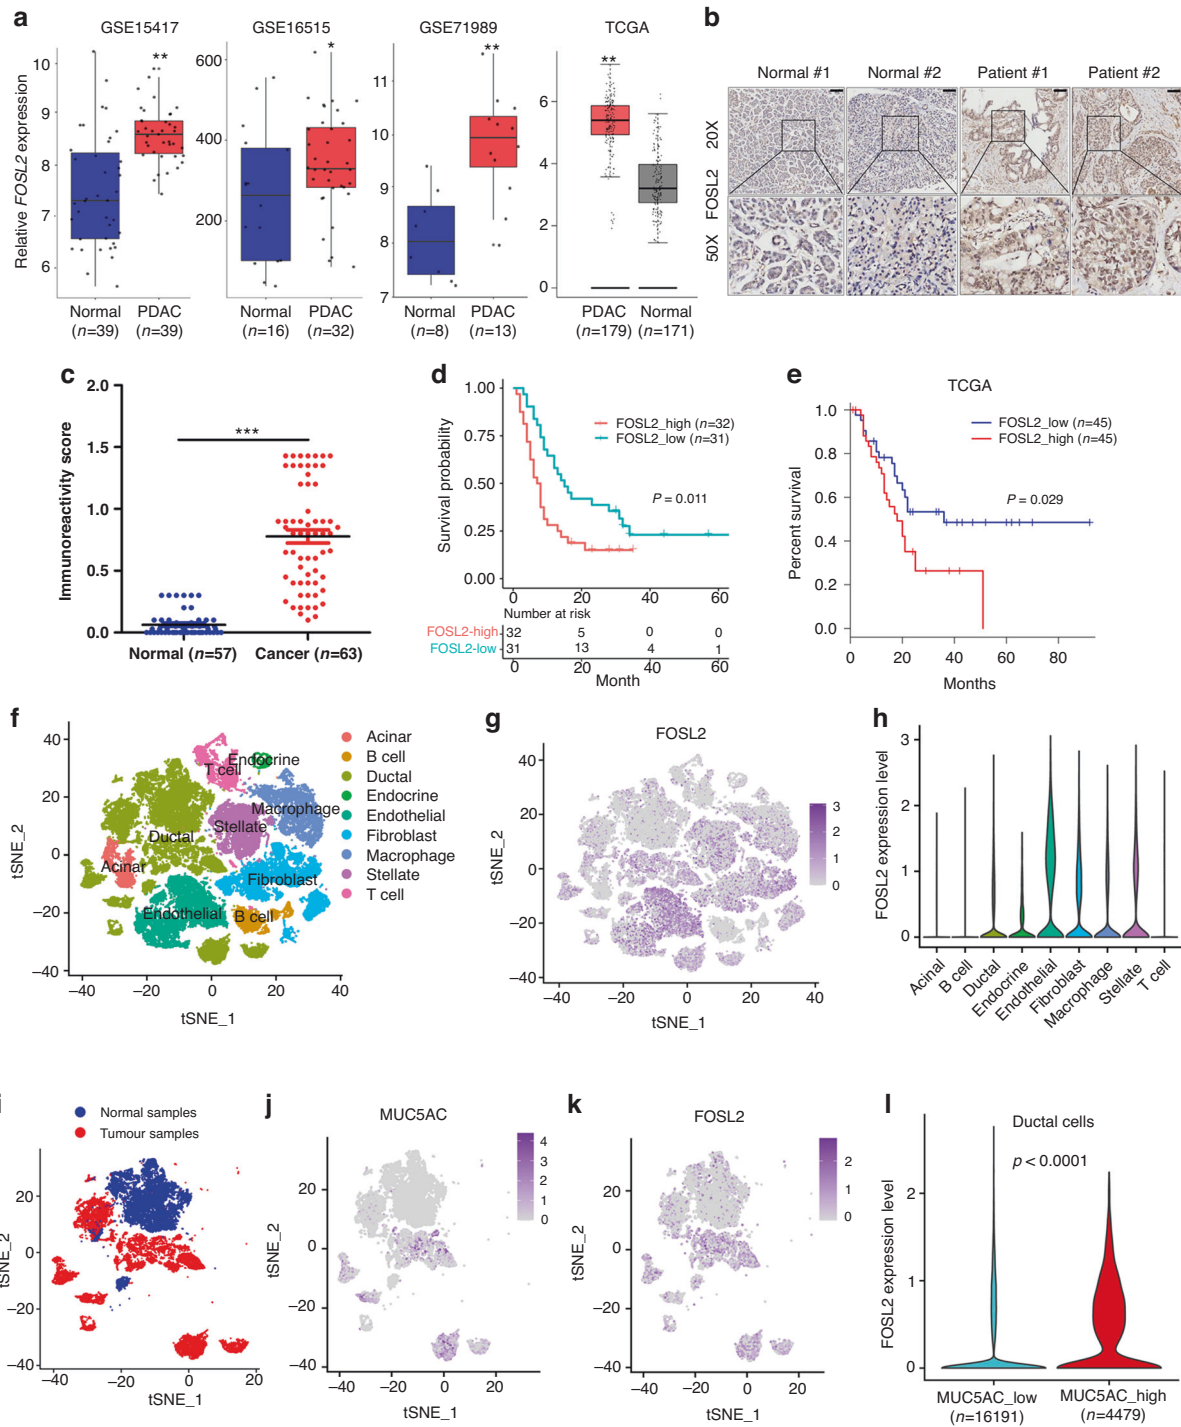 a
GSE15417
GSE16515
GSE71989
TCGA
Relative FOSL2 expression
10
9
8
7
6
**
Normal
(n=39)
PDAC
(n=39)
600
400
200
*
Normal
(n=16)
PDAC
(n=32)
11
10
9
8
7
**
Normal
(n=8)
PDAC
(n=13)
6
4
2
0
**
PDAC
(n=179)
Normal
(n=171)
b
Normal #1
Normal #2
Patient #1
Patient #2
20X
FOSL2
50X
c
Immunoreactivity score
2.0
1.5
1.0
0.5
0.0
***
Normal (n=57)
Cancer (n=63)
d
Survival probability
1.00
0.75
0.50
0.25
0.00
FOSL2_high (n=32)
FOSL2_low (n=31)
P = 0.011
0 20 40 60
Number at risk
FOSL2-high 32 5 0 0
FOSL2-low 31 13 4 1
0 20 40 60
Month
e
TCGA
Percent survival
1.0
0.8
0.6
0.4
0.2
0.0
FOSL2_low (n=45)
FOSL2_high (n=45)
P = 0.029
0 20 40 60 80
Months
f
tSNE_2
40
20
0
−20
−40
T cell
Endocrine
Macrophage
Stellate
Ductal
Acinar
Fibroblast
Endothelial
B cell
−40 −20 0 20 40
tSNE_1
Acinar
B cell
Ductal
Endocrine
Endothelial
Fibroblast
Macrophage
Stellate
T cell
g
FOSL2
tSNE_2
40
20
0
−20
−40
−40 −20 0 20 40
tSNE_1
3
2
1
0
h
FOSL2 expression level
3
2
1
0
Acinal
B cell
Ductal
Endocrine
Endothelial
Fibroblast
Macrophage
Stellate
T cell
i
Normal samples
Tumour samples
tSNE_2
20
0
−20
−40
−40 −20 0 20
tSNE_1
j
MUC5AC
tSNE_2
20
0
−20
−40
−40 −20 0 20
tSNE_1
4
3
2
1
0
k
FOSL2
tSNE_2
20
0
−20
−40
−40 −20 0 20
tSNE_1
2
1
0
l
Ductal cells
p < 0.0001
FOSL2 expression level
2
1
0
MUC5AC_low
(n=16191)
MUC5AC_high
(n=4479)